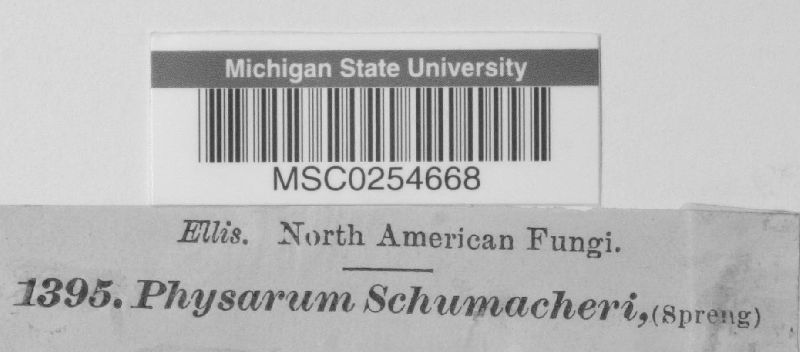 Michigan State University
MSC0254668
Ellis. North American Fungi.
1395. Physarum Schumacheri, (Spreng)